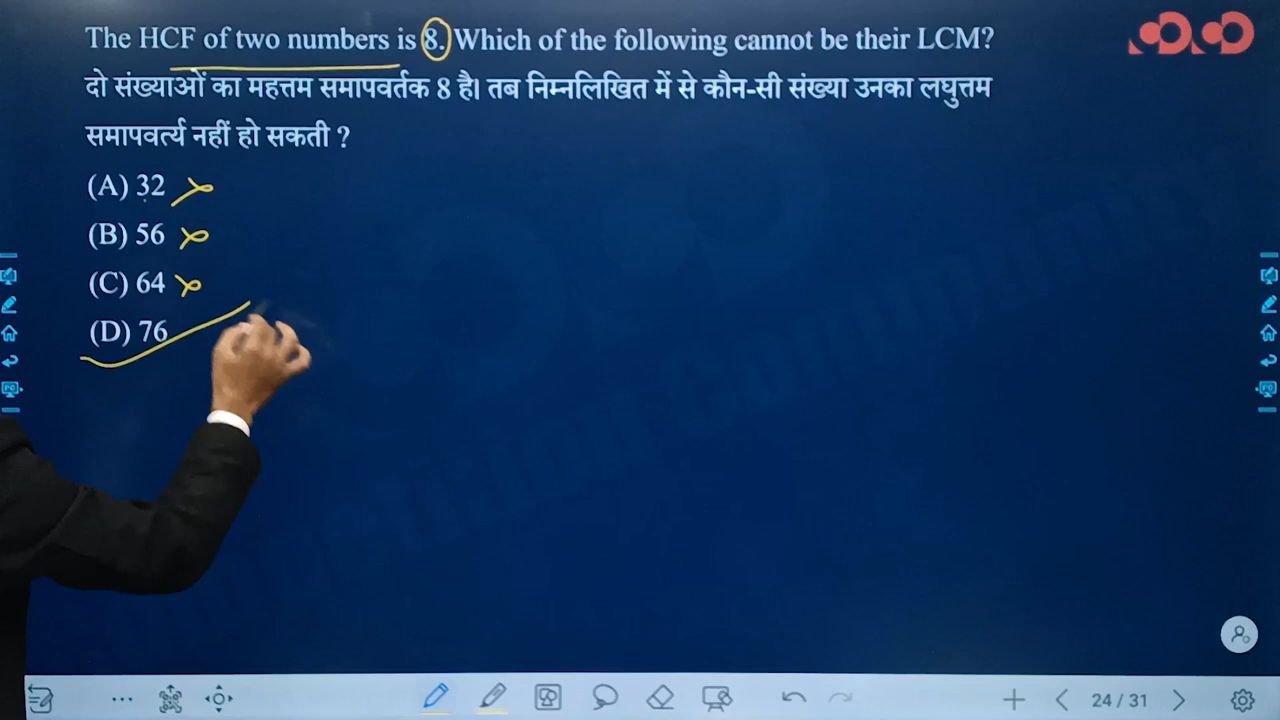 The HCF of two numbers is 8. Which of the following cannot be their LCM?
दो संख्याओं का महत्तम समापवर्तक 8 है। तब निम्नलिखित में से कौन-सी संख्या उनका लघुत्तम
समापवर्त्य नहीं हो सकती ?
(A) 32
(B) 56
(C) 64
(D) 76
24 / 31